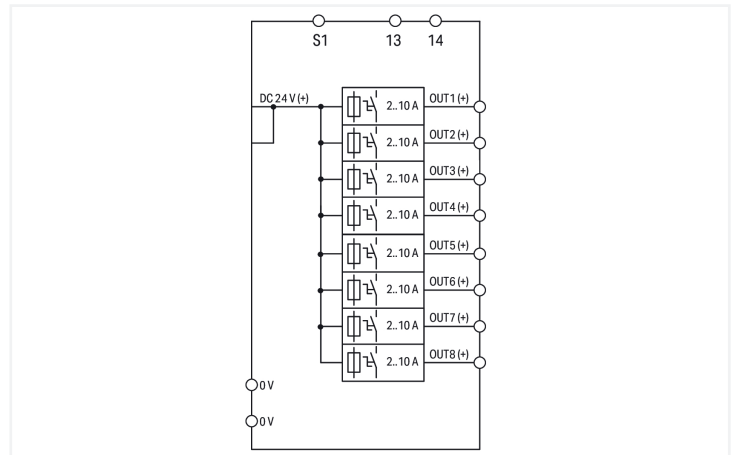 S1 13 14
DC 24 V (+)
2..10 A OUT1 (+)
2..10 A OUT2 (+)
2..10 A OUT3 (+)
2..10 A OUT4 (+)
2..10 A OUT5 (+)
2..10 A OUT6 (+)
2..10 A OUT7 (+)
2..10 A OUT8 (+)
0 V
0 V